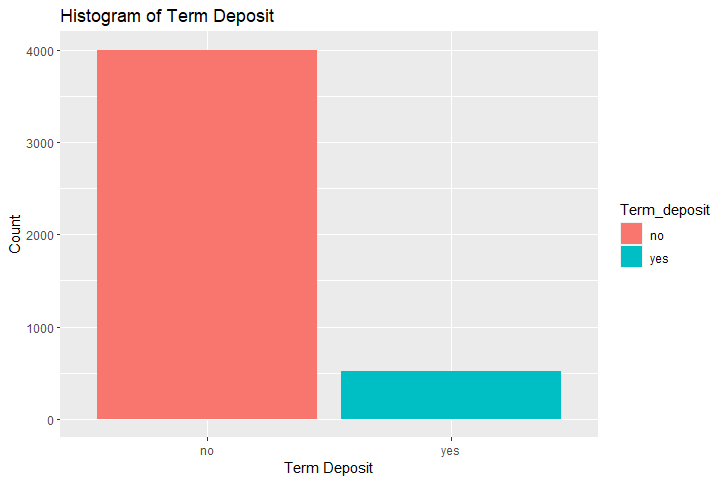 Histogram of Term Deposit
4000
3000
2000
1000
0
Count
no
yes
Term Deposit
Term_deposit
no
yes